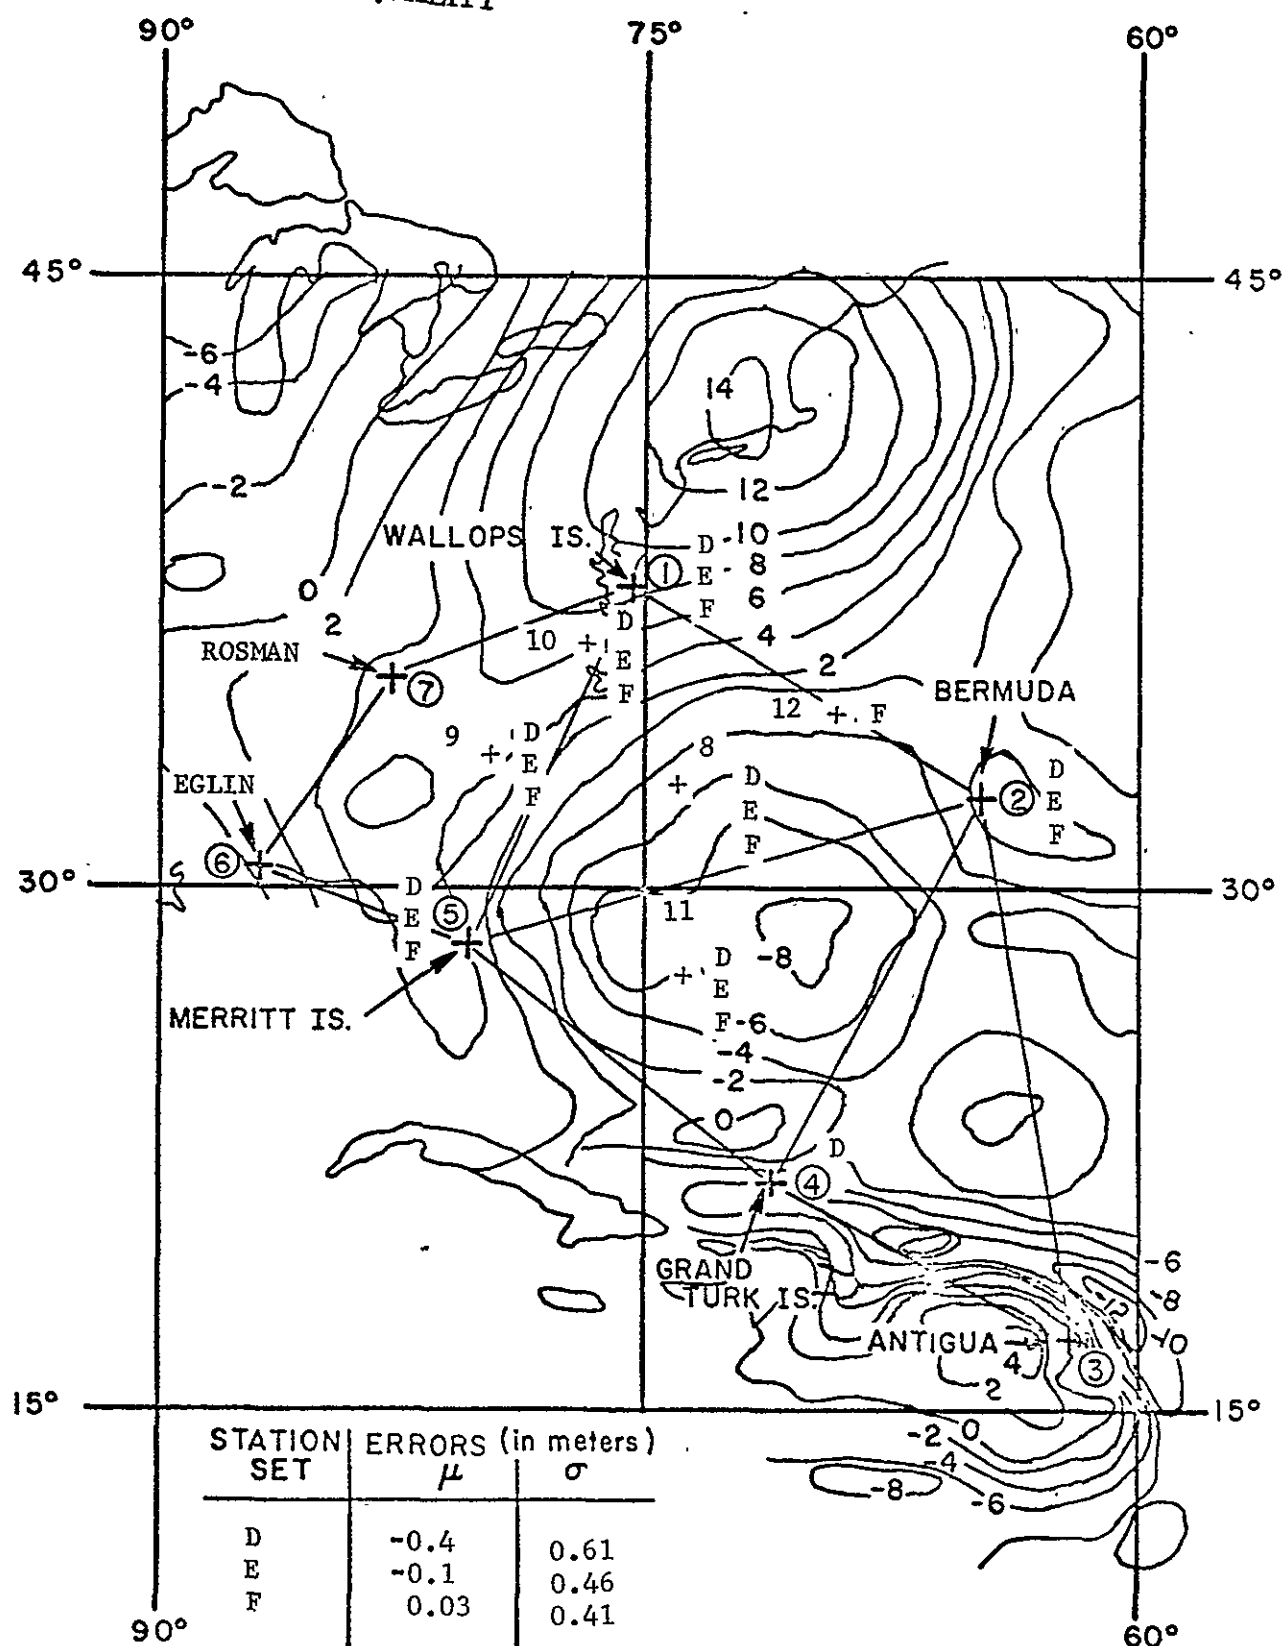 90° 75° 60°
45° 45°
-6
-4
14
-2
12
WALLOPS IS. D -10
1 E 8
0 F 6
2 D 4
10
ROSMAN E 2
7 F BERMUDA
12 F
9 D 8
E D D
EGLIN F E 2 E
6 F F
30° D 30°
E 5 11
F D -8
E
MERRITT IS. F -6
-4
-2
0
D
4
GRAND -6
TURK IS. -12 -8
ANTIGUA -10
4 3
2
15° 15°
-2 0
-4
-8 -6
STATION ERRORS (in meters)
SET μ σ
D -0.4 0.61
E -0.1 0.46
F 0.03 0.41
90° 60°